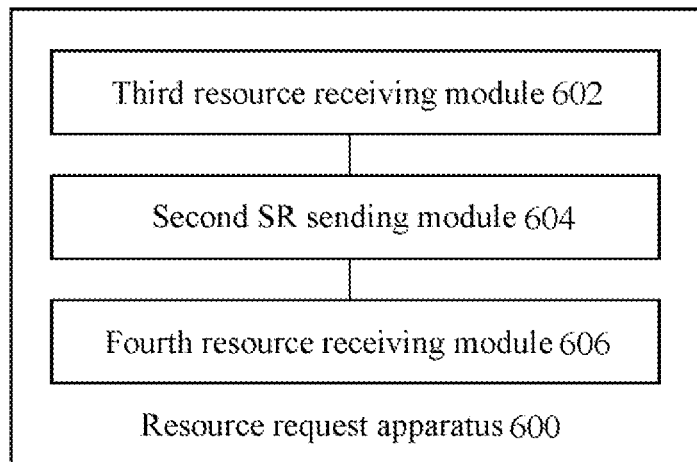 Third resource receiving module 602
Second SR sending module 604
Fourth resource receiving module 606
Resource request apparatus 600